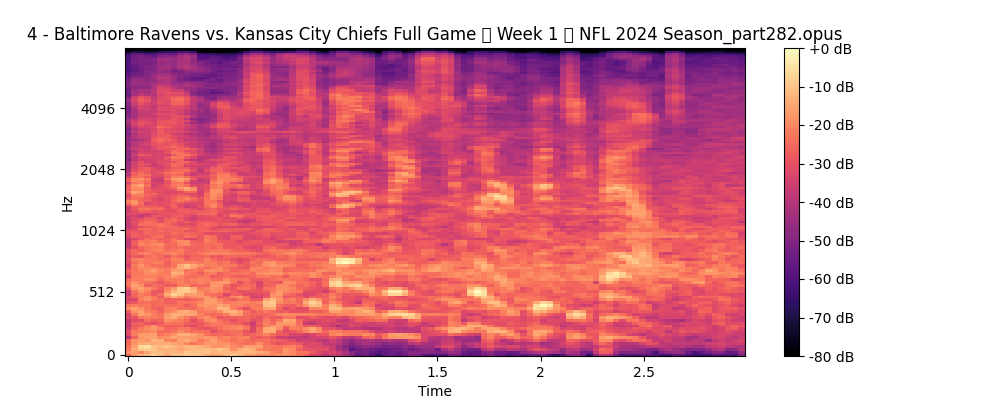 4 - Baltimore Ravens vs. Kansas City Chiefs Full Game ▯ Week 1 ▯ NFL 2024 Season_part282.opus
+0 dB
-10 dB
-20 dB
-30 dB
-40 dB
-50 dB
-60 dB
-70 dB
-80 dB
4096
2048
1024
512
0
Hz
0
0.5
1
1.5
2
2.5
Time